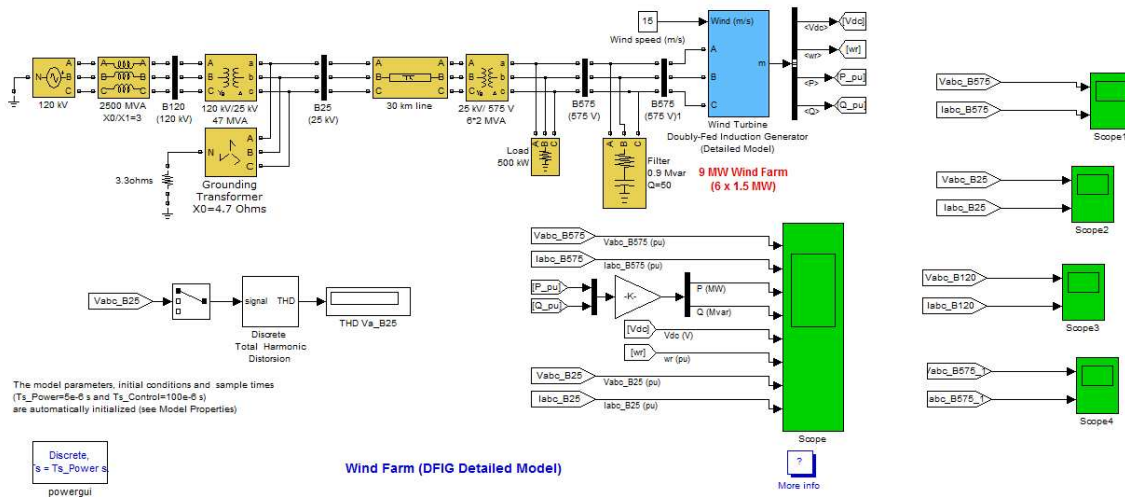 15
Wind speed (m/s)
Wind (m/s)
A
B
C
m
<Vdc>
<wr>
<P>
<Q>
[Vdc]
[wr]
P_pu]
[Q_pu]
Wind Turbine
Doubly-Fed Induction Generator
(Detailed Model)
9 MW Wind Farm
(6 x 1.5 MW)
N
A
B
C
120 kV
A A
B B
C C
2500 MVA
X0/X1=3
B120
(120 kV)
A a
B b
C c
120 kV/25 kV
47 MVA
B25
(25 kV)
A A
B B
C C
30 km line
A a
B b
C c
25 kV/ 575 V
6*2 MVA
B575
(575 V)
B575
(575 V)1
A B C
Load
500 kW
A B C
Filter
0.9 Mvar
Q=50
N
A
B
C
3.3ohms
Grounding
Transformer
X0=4.7 Ohms
Vabc_B575
Iabc_B575
Scope1
Vabc_B25
Iabc_B25
Scope2
Vabc_B120
Iabc_B120
Scope3
/abc_B575_1
abc_B575_1
Scope4
Vabc_B25
signal THD
Discrete
Total Harmonic
Distorsion
THD Va_B25
Vabc_B575
Vabc_B575 (pu)
Iabc_B575
Iabc_B575 (pu)
[P_pu]
[Q_pu]
-K-
P (MW)
Q (Mvar)
[Vdc]
Vdc (V)
[wr]
wr (pu)
Vabc_B25
Vabc_B25 (pu)
Iabc_B25
Iabc_B25 (pu)
Scope
The model parameters, initial conditions and sample times
(Ts_Power=5e-6 s and Ts_Control=100e-6 s)
are automatically initialized (see Model Properties)
Discrete,
s = Ts_Power s.
powergui
Wind Farm (DFIG Detailed Model)
?
More info